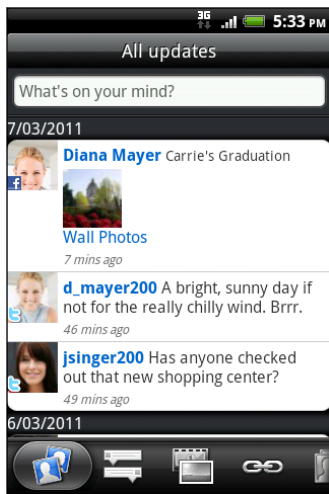 3G 5:33 PM
All updates
What's on your mind?
7/03/2011
Diana Mayer Carrie's Graduation
Wall Photos
7 mins ago
d_mayer200 A bright, sunny day if
not for the really chilly wind. Brrr.
46 mins ago
jsinger200 Has anyone checked
out that new shopping center?
49 mins ago
6/03/2011